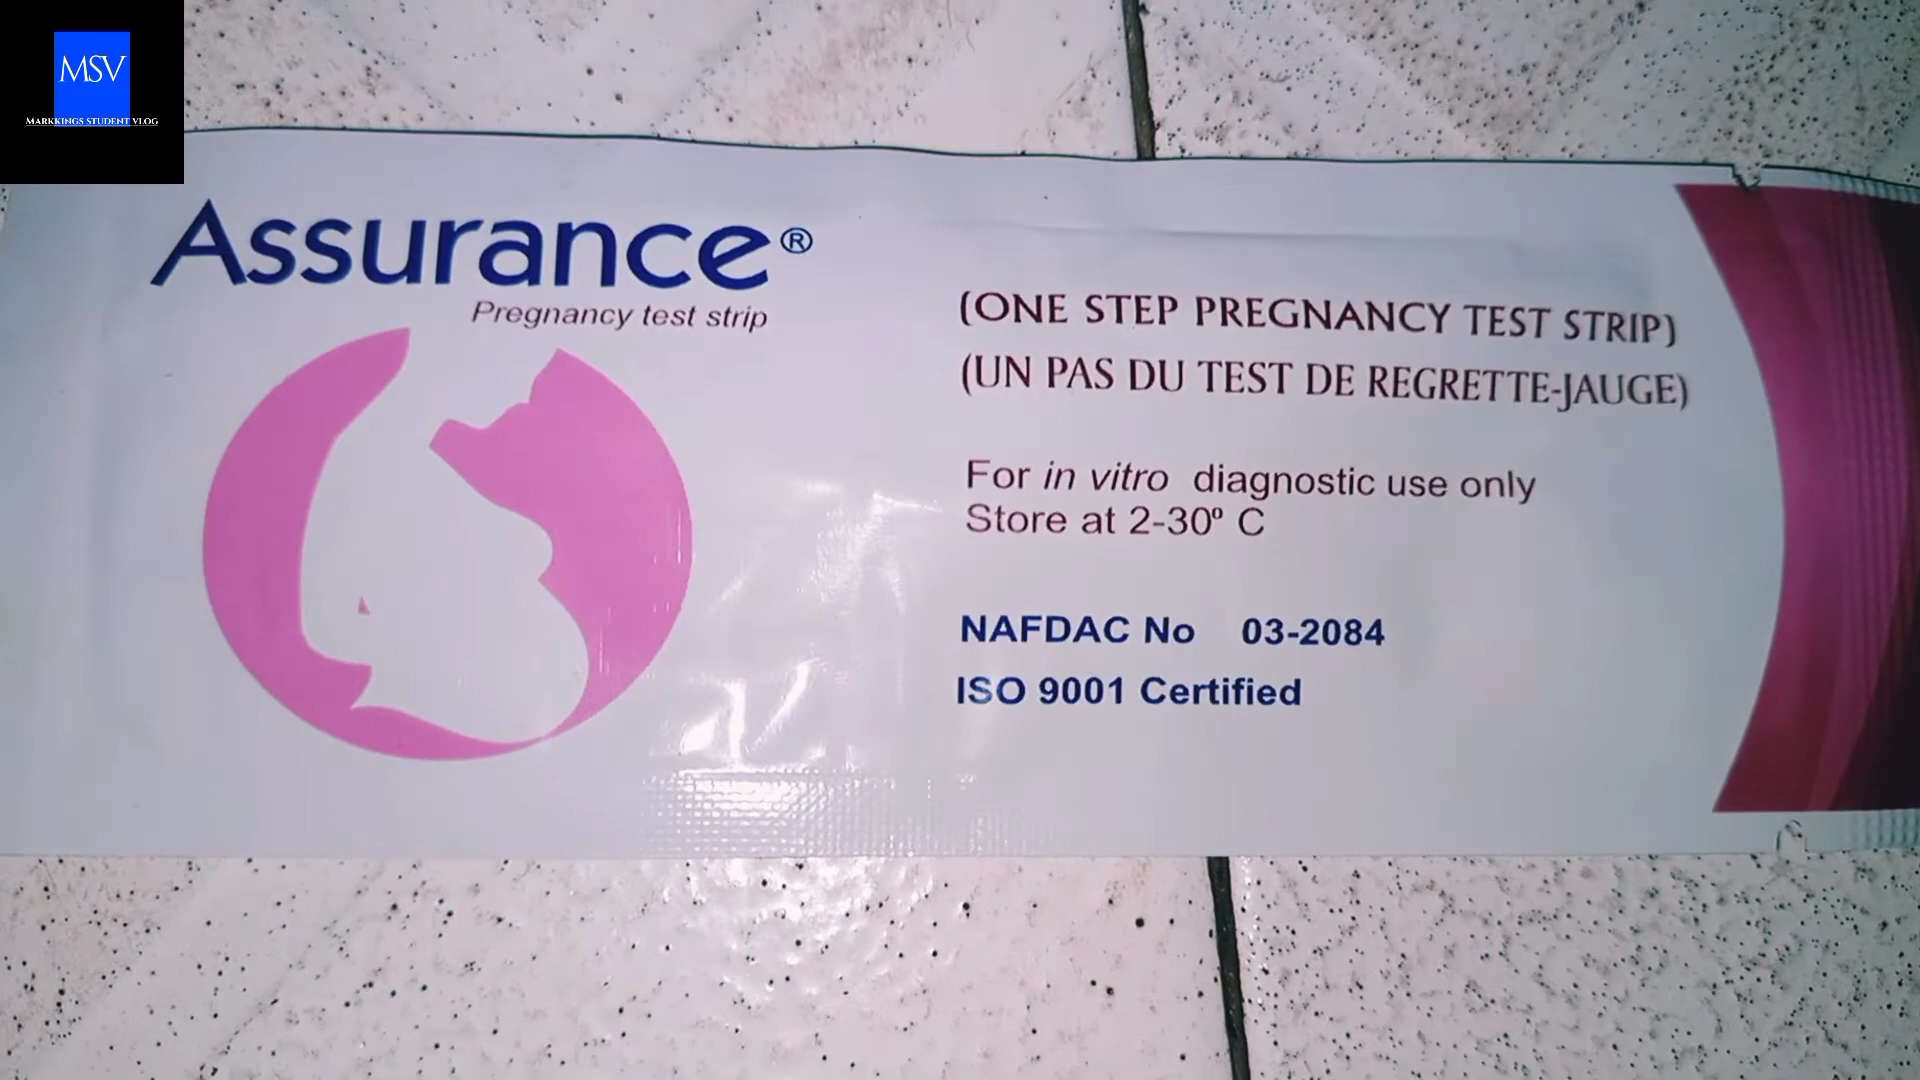 MSV
MARKKINGS STUDENT VLOG
Assurance®
Pregnancy test strip
(ONE STEP PREGNANCY TEST STRIP)
(UN PAS DU TEST DE REGRETTE-JAUGE)
For in vitro diagnostic use only
Store at 2-30º C
NAFDAC No 03-2084
ISO 9001 Certified